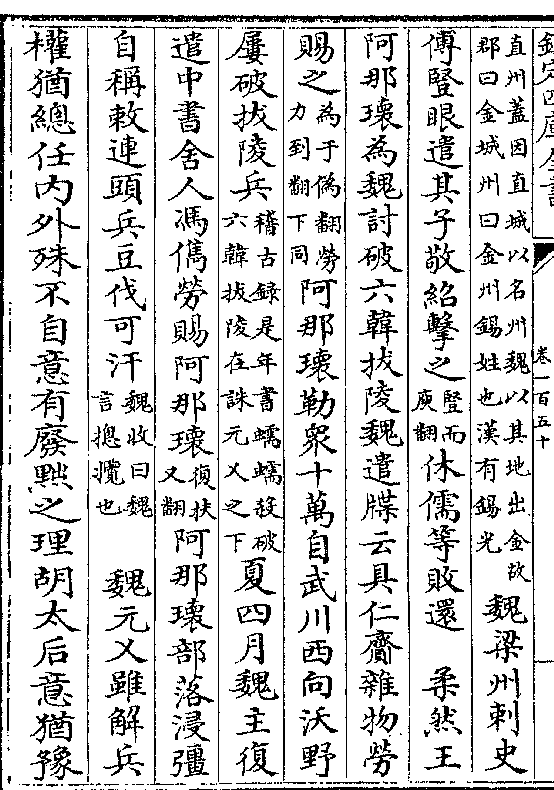 欽定四庫全書
卷一百五十
直州蓋因直城以名州魏以其地出金故
郡曰金城州曰金州錫姓也漢有錫光
魏梁州刺史
傅豎眼遣其子敬紹擊之豎而庾翻休儒等敗還　柔然王
阿那瓌為魏討破六韓拔陵魏遣牒云具仁齎雜物勞
賜之為于偽翻勞力到翻下同阿那瓌勒衆十萬自武川西向沃野
屢破拔陵兵稽古錄是年書蠕蠕殺破六韓拔陵在誅元乂之下夏四月魏主復
遣中書舍人馮儁勞賜阿那瓌復扶又翻阿那瓌部落浸彊
自稱敕連頭兵豆伐可汗魏收曰魏言揔攬也　魏元乂雖解兵
權猶總任内外殊不自意有廢黜之理胡太后意猶豫